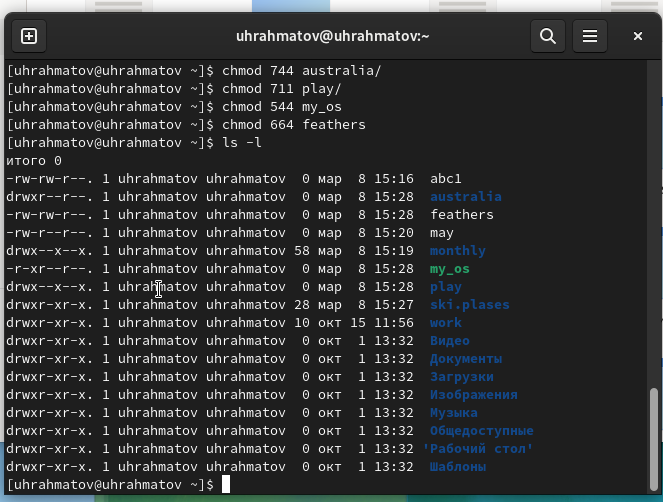 uhrahmatov@uhrahmatov:~
[uhrahmatov@uhrahmatov ~]$ chmod 744 australia/
[uhrahmatov@uhrahmatov ~]$ chmod 711 play/
[uhrahmatov@uhrahmatov ~]$ chmod 544 my_os
[uhrahmatov@uhrahmatov ~]$ chmod 664 feathers
[uhrahmatov@uhrahmatov ~]$ ls -l
итого 0
-rw-rw-r--. 1 uhrahmatov uhrahmatov  0 мар  8 15:16  abc1
drwxr--r--. 1 uhrahmatov uhrahmatov  0 мар  8 15:28  australia
-rw-rw-r--. 1 uhrahmatov uhrahmatov  0 мар  8 15:28  feathers
-rw-r--r--. 1 uhrahmatov uhrahmatov  0 мар  8 15:20  may
drwx--x--x. 1 uhrahmatov uhrahmatov 58 мар  8 15:19  monthly
-r-xr--r--. 1 uhrahmatov uhrahmatov  0 мар  8 15:28  my_os
drwx--x--x. 1 uhrahmatov uhrahmatov  0 мар  8 15:28  play
drwxr-xr-x. 1 uhrahmatov uhrahmatov 28 мар  8 15:27  ski.plases
drwxr-xr-x. 1 uhrahmatov uhrahmatov 10 окт 15 11:56  work
drwxr-xr-x. 1 uhrahmatov uhrahmatov  0 окт  1 13:32  Видео
drwxr-xr-x. 1 uhrahmatov uhrahmatov  0 окт  1 13:32  Документы
drwxr-xr-x. 1 uhrahmatov uhrahmatov  0 окт  1 13:32  Загрузки
drwxr-xr-x. 1 uhrahmatov uhrahmatov  0 окт  1 13:32  Изображения
drwxr-xr-x. 1 uhrahmatov uhrahmatov  0 окт  1 13:32  Музыка
drwxr-xr-x. 1 uhrahmatov uhrahmatov  0 окт  1 13:32  Общедоступные
drwxr-xr-x. 1 uhrahmatov uhrahmatov  0 окт  1 13:32 'Рабочий стол'
drwxr-xr-x. 1 uhrahmatov uhrahmatov  0 окт  1 13:32  Шаблоны
[uhrahmatov@uhrahmatov ~]$